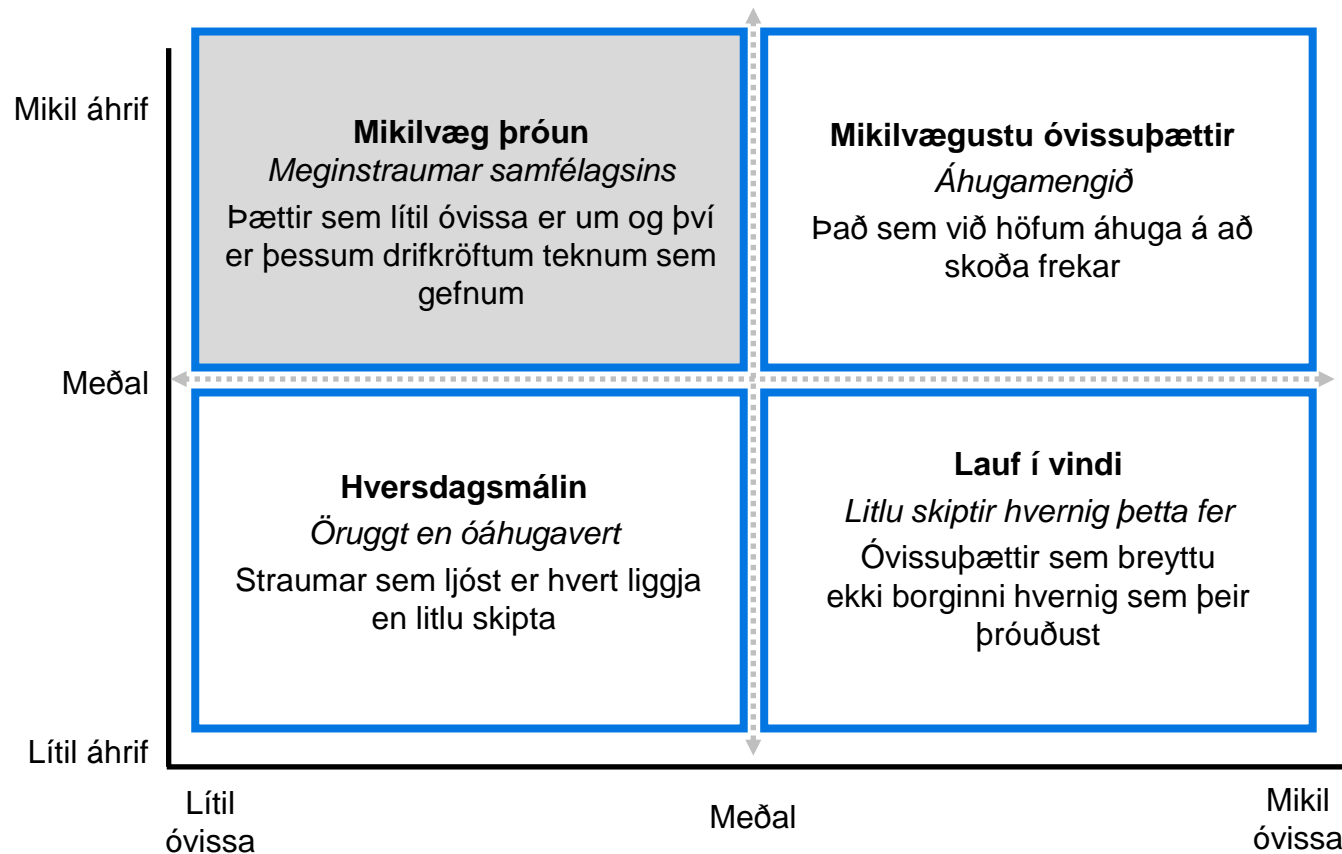 Mikil áhrif
Mikilvæg þróun
Meginstraumar samfélagsins
Þættir sem lítil óvissa er um og því
er þessum drifkröftum teknum sem
gefnum
Mikilvægustu óvissuþættir
Áhugamengið
Það sem við höfum áhuga á að
skoða frekar
Meðal
Hversdagsmálin
Öruggt en óáhugavert
Straumar sem ljóst er hvert liggja
en litlu skipta
Lauf í vindi
Litlu skiptir hvernig þetta fer
Óvissuþættir sem breyttu
ekki borginni hvernig sem þeir
þróuðust
Lítil áhrif
Lítil
óvissa
Meðal
Mikil
óvissa